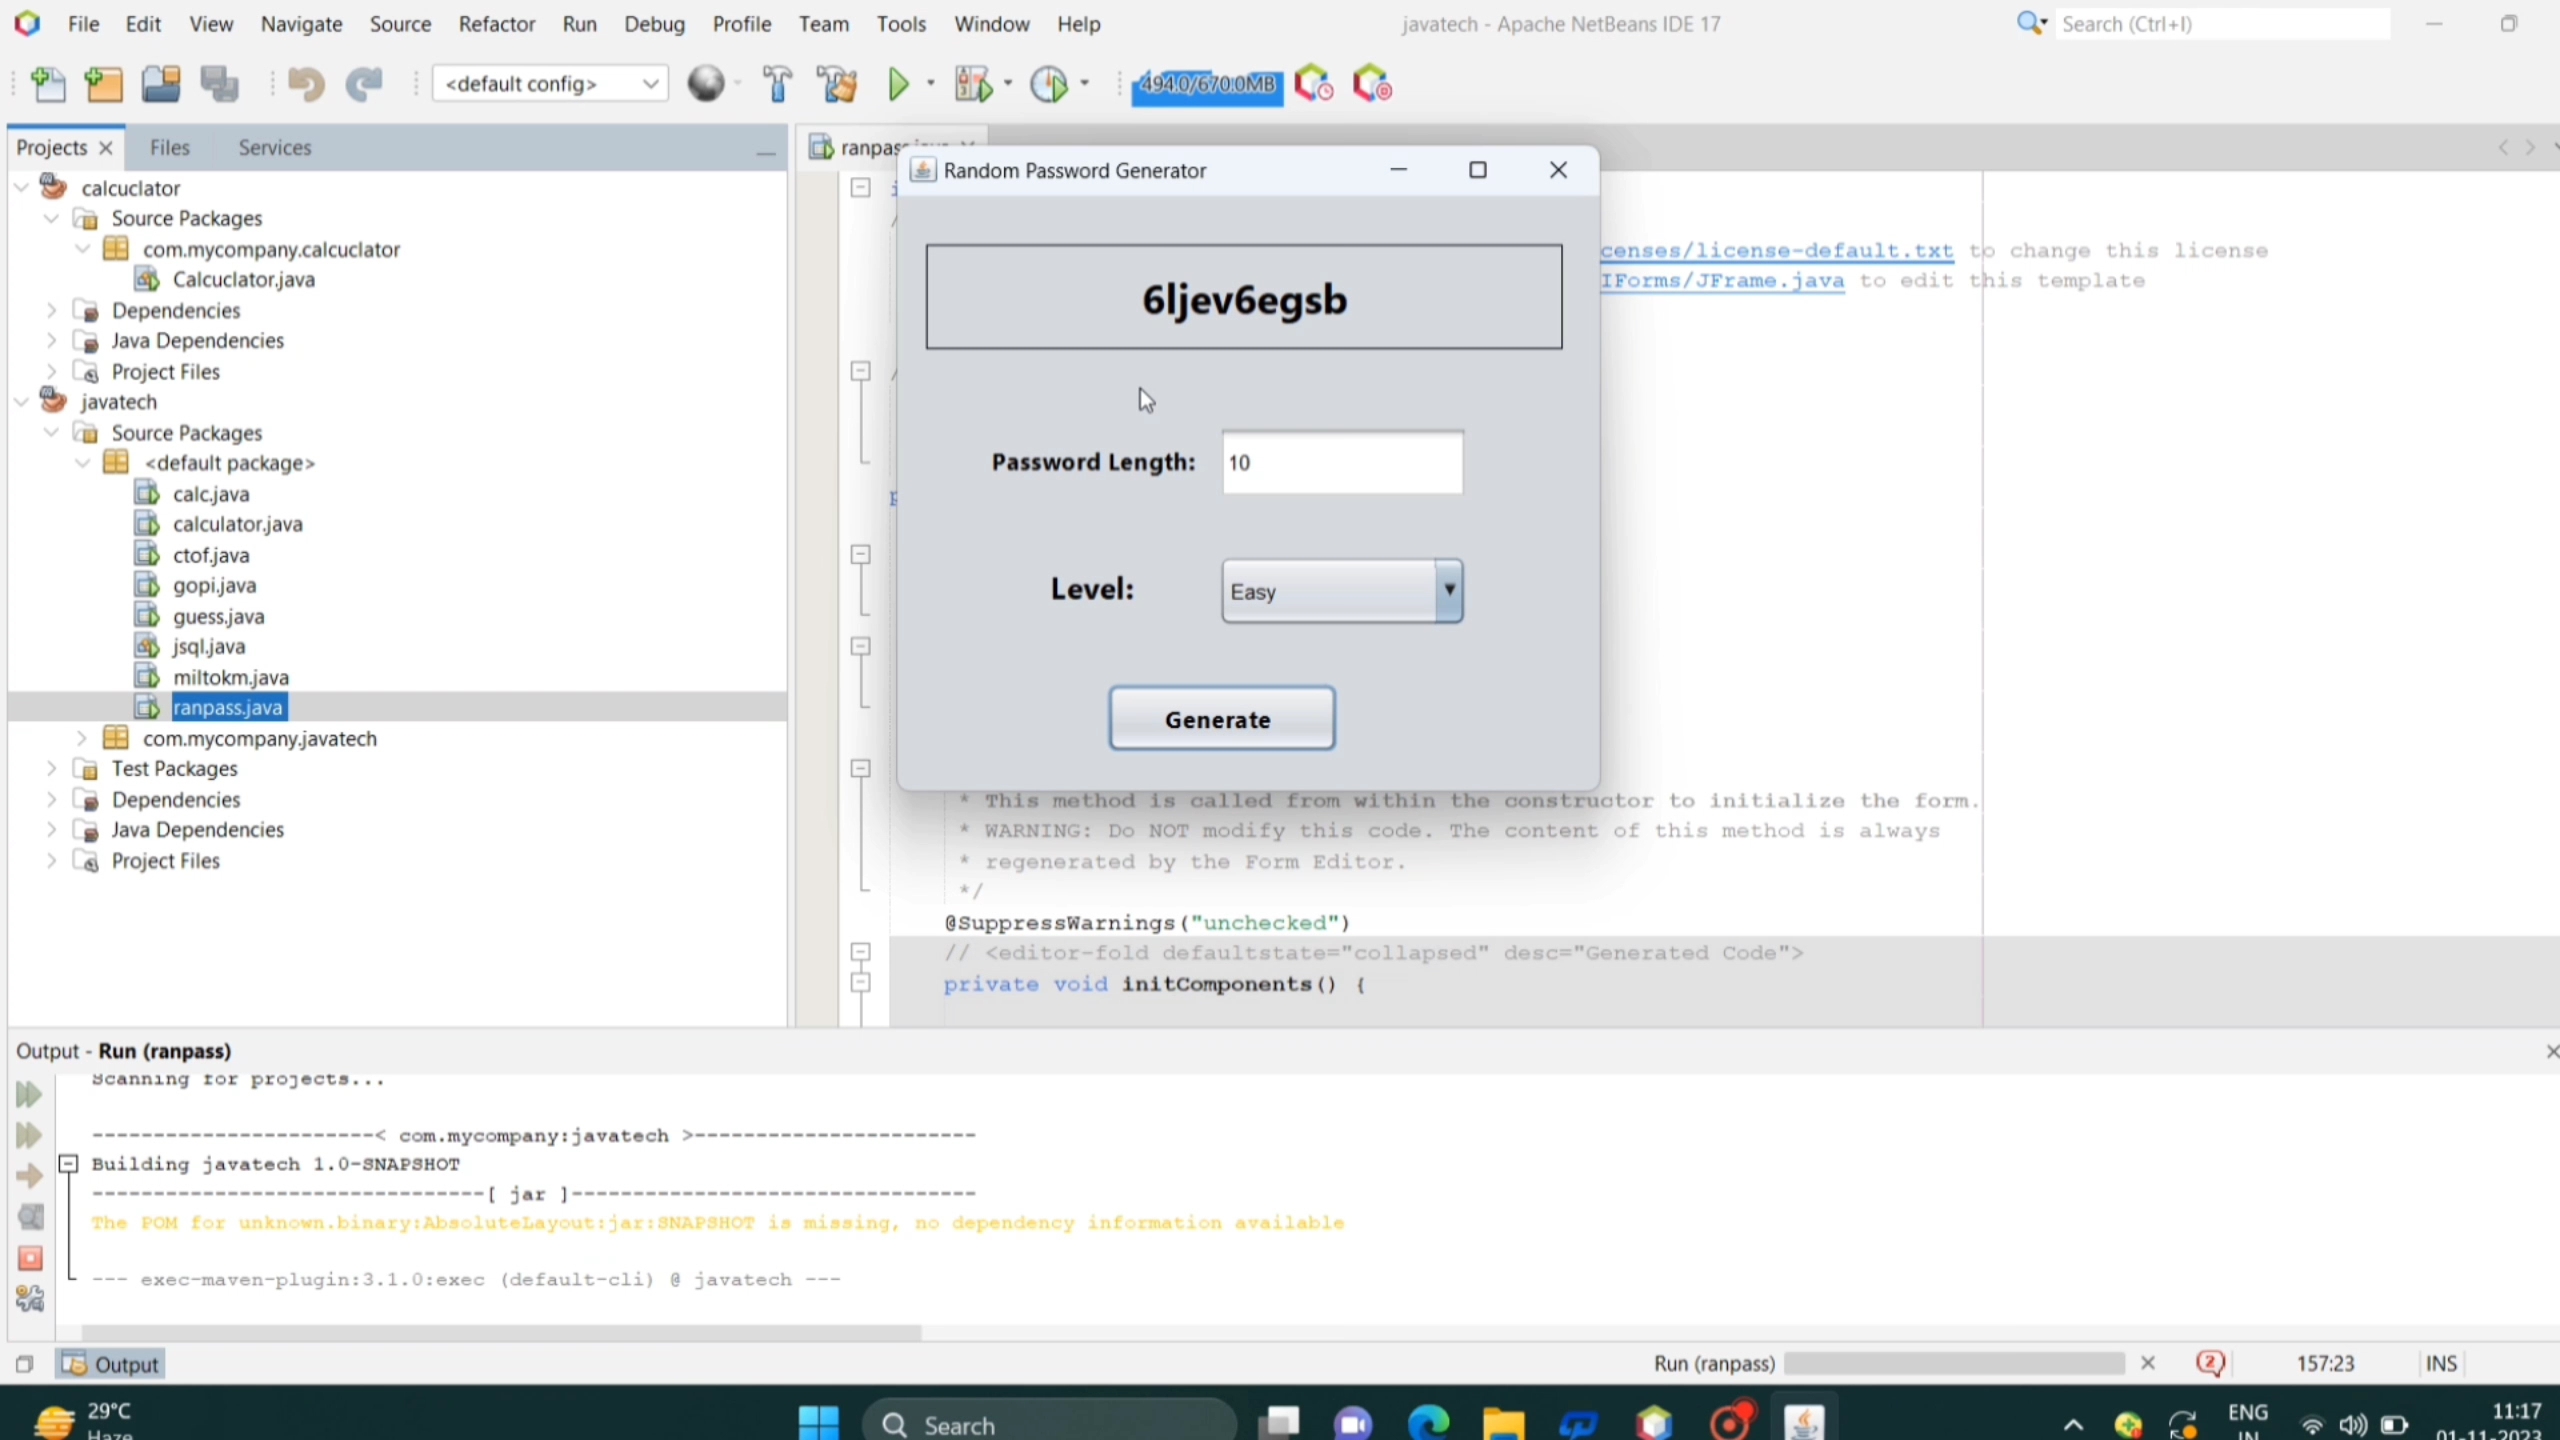 File Edit View Navigate Source Refactor Run Debug Profile Team Tools Window Help
javatech - Apache NetBeans IDE 17
Search (Ctrl+I)
<default config>
494.0/670.0MB
Projects Files Services
calcuclator
Source Packages
com.mycompany.calcuclator
Calcuclator.java
Dependencies
Java Dependencies
Project Files
javatech
Source Packages
<default package>
calc.java
calculator.java
ctof.java
gopi.java
guess.java
jsql.java
miltokm.java
ranpass.java
com.mycompany.javatech
Test Packages
Dependencies
Java Dependencies
Project Files
Random Password Generator
6ljev6egsb
Password Length: 10
Level: Easy
Generate
censes/license-default.txt to change this license
IForms/JFrame.java to edit this template
* This method is called from within the constructor to initialize the form.
* WARNING: Do NOT modify this code. The content of this method is always
* regenerated by the Form Editor.
*/
@SuppressWarnings("unchecked")
// <editor-fold defaultstate="collapsed" desc="Generated Code">
private void initComponents() {
Output - Run (ranpass)
Scanning for projects...
-----------------------< com.mycompany:javatech >-----------------------
Building javatech 1.0-SNAPSHOT
--------------------------------[ jar ]---------------------------------
The POM for unknown.binary:AbsoluteLayout:jar:SNAPSHOT is missing, no dependency information available
--- exec-maven-plugin:3.1.0:exec (default-cli) @ javatech ---
Output
Run (ranpass)
2
157:23
INS
29°C
Haze
Search
ENG
IN
11:17
01-11-2023